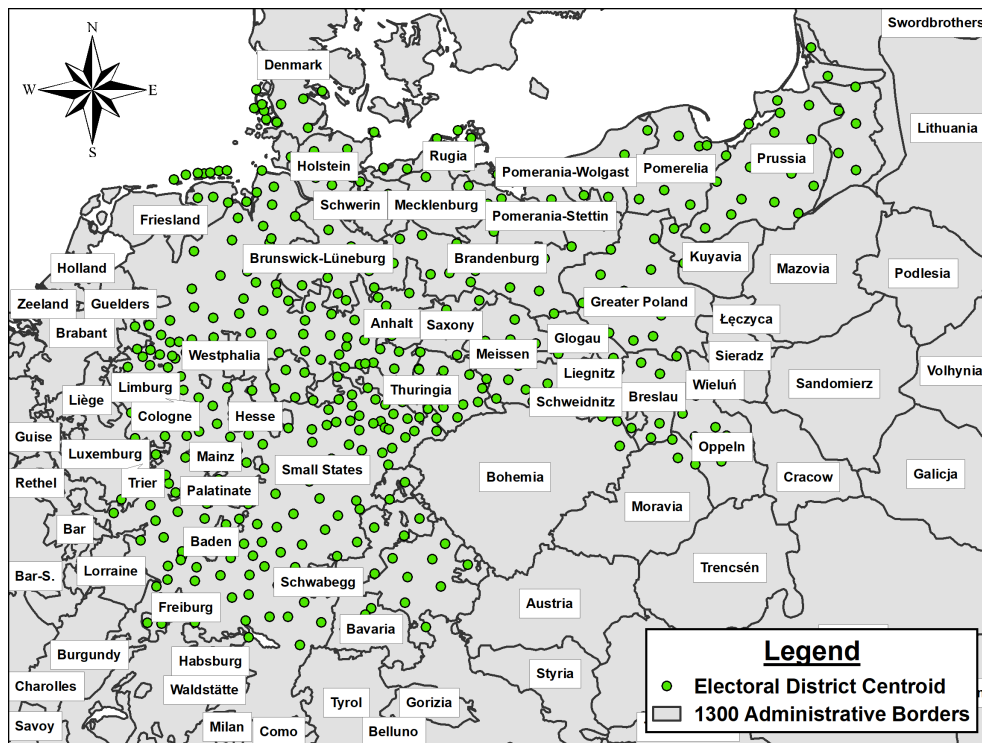 Swordbrothers
N
Denmark
W
E
S
Lithuania
Holstein
Rugia
Pomerania-Wolgast
Pomerelia
Prussia
Friesland
Schwerin
Mecklenburg
Pomerania-Stettin
Brunswick-Lüneburg
Brandenburg
Kuyavia
Mazovia
Podlesia
Holland
Zeeland
Guelders
Greater Poland
Brabant
Anhalt
Saxony
Glogau
Łęczyca
Westphalia
Meissen
Sieradz
Limburg
Thuringia
Liegnitz
Wieluń
Sandomierz
Volhynia
Liège
Cologne
Hesse
Schweidnitz
Breslau
Guise
Luxemburg
Mainz
Oppeln
Rethel
Trier
Palatinate
Small States
Bohemia
Cracow
Galicja
Moravia
Bar
Baden
Bar-S.
Lorraine
Schwabegg
Trencsén
Freiburg
Austria
Bavaria
Burgundy
Habsburg
Styria
Charolles
Waldstätte
Tyrol
Gorizia
Savoy
Milan
Como
Belluno
Legend
Electoral District Centroid
1300 Administrative Borders